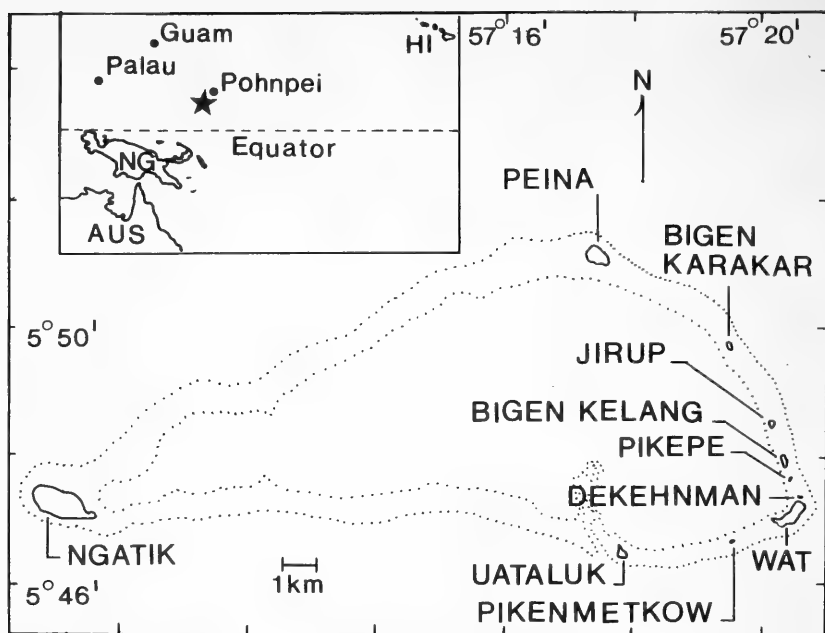 Guam
HI
57° 16'
57° 20'
Palau
Pohnpei
N
Equator
NG
PEINA
AUS
BIGEN
KARAKAR
5° 50'
JIRUP
BIGEN KELANG
PIKEPE
DEKEHNMAN
NGATIK
1km
UATALUK
WAT
5° 46'
PIKENMETKOW